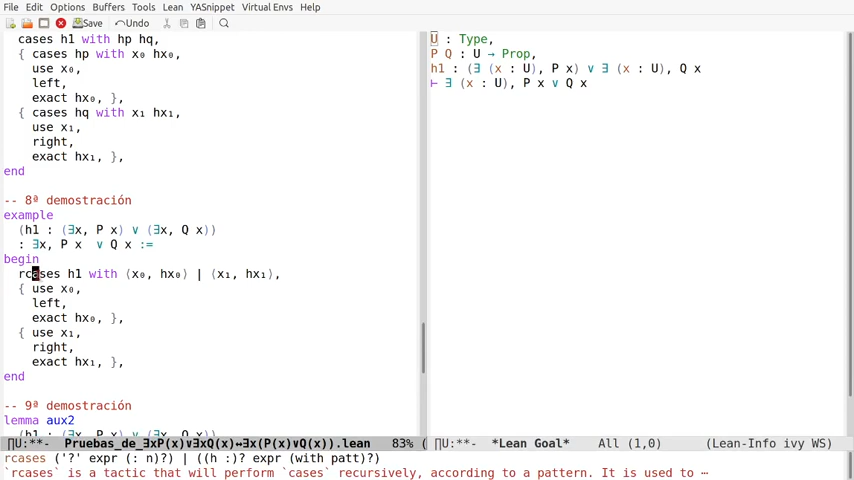 File Edit Options Buffers Tools Lean YASnippet Virtual Envs Help
Save Undo
cases h1 with hp hq,
{ cases hp with x₀ hx₀,
use x₀,
left,
exact hx₀, },
{ cases hq with x₁ hx₁,
use x₁,
right,
exact hx₁, },
end
-- 8ª demostración
example
(h1 : (∃x, P x) ∨ (∃x, Q x))
: ∃x, P x ∨ Q x :=
begin
rcases h1 with ⟨x₀, hx₀⟩ | ⟨x₁, hx₁⟩,
{ use x₀,
left,
exact hx₀, },
{ use x₁,
right,
exact hx₁, },
end
-- 9ª demostración
lemma aux2
(h1 : (∃x, P x) ∨ (∃x, Q x))
U : Type,
P Q : U → Prop,
h1 : (∃ (x : U), P x) ∨ ∃ (x : U), Q x
⊢ ∃ (x : U), P x ∨ Q x
∏U:**- Pruebas_de_∃xP(x)∨∃xQ(x)↔∃x(P(x)∨Q(x)).lean 83% (
∏U:**- *Lean Goal* All (1,0) (Lean-Info ivy WS)
rcases ('?' expr (: n)?) | ((h :)? expr (with patt)?)
`rcases` is a tactic that will perform `cases` recursively, according to a pattern. It is used to ⋯